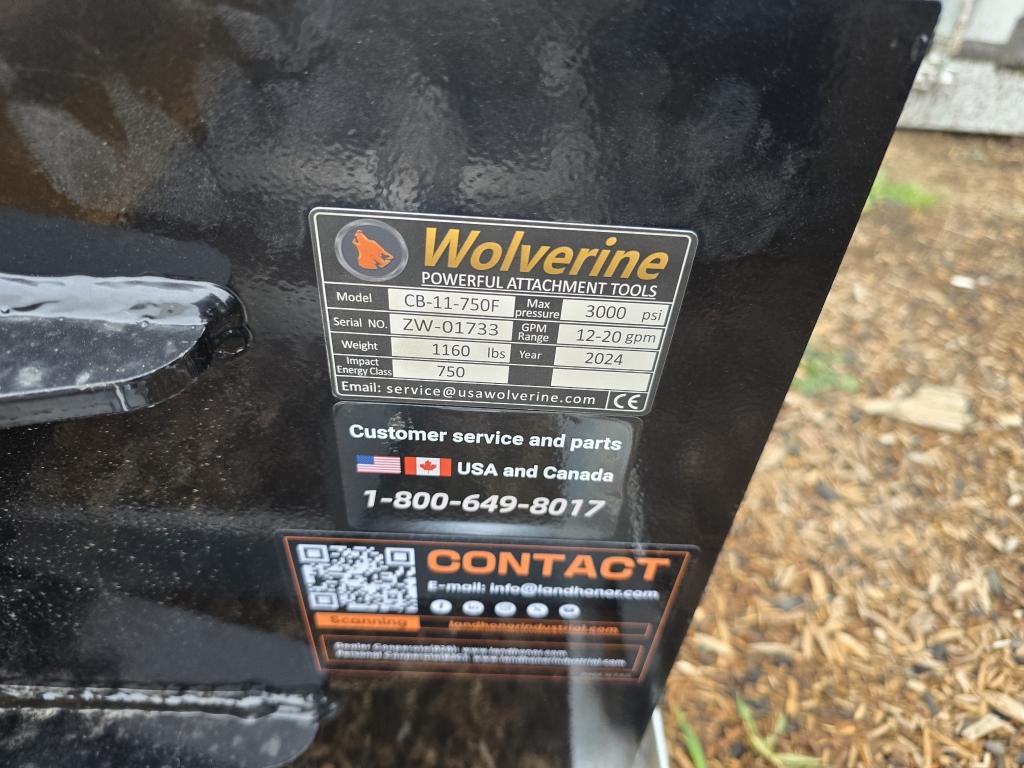 Wolverine
POWERFUL ATTACHMENT TOOLS
Model CB-11-750F Max pressure 3000 psi
Serial NO. ZW-01733 GPM Range 12-20 gpm
Weight 1160 lbs Year 2024
Impact Energy Class 750
Email: service@usawolverine.com CE
Customer service and parts
USA and Canada
1-800-649-8017
CONTACT
E-mail: info@landhonor.com
Scanning landhonorindustrial.com